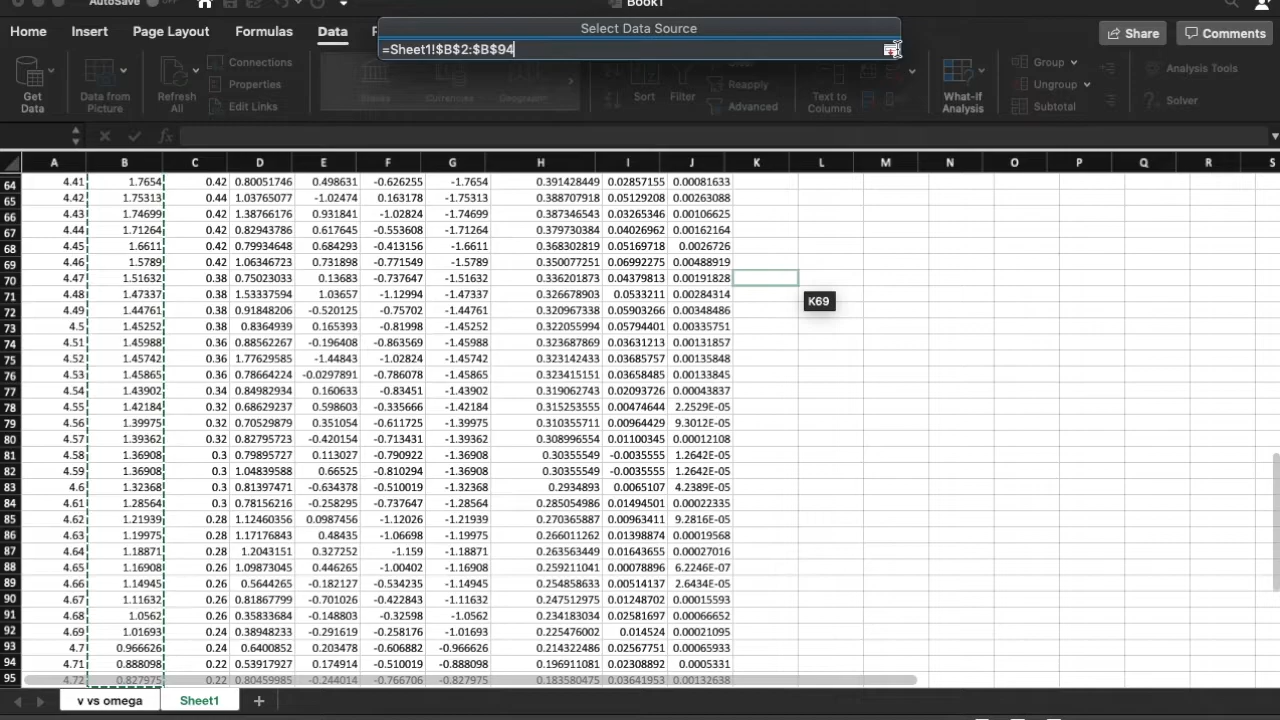 AutoSave
Book1
Select Data Source
=Sheet1!$B$2:$B$94
Home Insert Page Layout Formulas Data Share Comments
Get Data
Data from Picture
Refresh All
Connections
Properties
Edit Links
Stocks Currencies Geography
Sort
Filter
Clear
Reapply
Advanced
Text to Columns
What-If Analysis
Group
Ungroup
Subtotal
Analysis Tools
Solver
fx
A B C D E F G H I J K L M N O P Q R S
64 4.41 1.7654 0.42 0.80051746 0.498631 -0.626255 -1.7654 0.391428449 0.02857155 0.00081633
65 4.42 1.75313 0.44 1.03765077 -1.02474 0.163178 -1.75313 0.388707918 0.05129208 0.00263088
66 4.43 1.74699 0.42 1.38766176 0.931841 -1.02824 -1.74699 0.387346543 0.03265346 0.00106625
67 4.44 1.71264 0.42 0.82943786 0.617645 -0.553608 -1.71264 0.379730384 0.04026962 0.00162164
68 4.45 1.6611 0.42 0.79934648 0.684293 -0.413156 -1.6611 0.368302819 0.05169718 0.0026726
69 4.46 1.5789 0.42 1.06346723 0.731898 -0.771549 -1.5789 0.350077251 0.06992275 0.00488919
70 4.47 1.51632 0.38 0.75023033 0.13683 -0.737647 -1.51632 0.336201873 0.04379813 0.00191828
71 4.48 1.47337 0.38 1.53337594 1.03657 -1.12994 -1.47337 0.326678903 0.0533211 0.00284314
K69
72 4.49 1.44761 0.38 0.91848206 -0.520125 -0.75702 -1.44761 0.320967338 0.05903266 0.00348486
73 4.5 1.45252 0.38 0.8364939 0.165393 -0.81998 -1.45252 0.322055994 0.05794401 0.00335751
74 4.51 1.45988 0.36 0.88562267 -0.196408 -0.863569 -1.45988 0.323687869 0.03631213 0.00131857
75 4.52 1.45742 0.36 1.77629585 -1.44843 -1.02824 -1.45742 0.323142433 0.03685757 0.00135848
76 4.53 1.45865 0.36 0.78664224 -0.0297891 -0.786078 -1.45865 0.323415151 0.03658485 0.00133845
77 4.54 1.43902 0.34 0.84982934 0.160633 -0.83451 -1.43902 0.319062743 0.02093726 0.00043837
78 4.55 1.42184 0.32 0.68629237 0.598603 -0.335666 -1.42184 0.315253555 0.00474644 2.2529E-05
79 4.56 1.39975 0.32 0.70529879 0.351054 -0.611725 -1.39975 0.310355711 0.00964429 9.3012E-05
80 4.57 1.39362 0.32 0.82795723 -0.420154 -0.713431 -1.39362 0.308996554 0.01100345 0.00012108
81 4.58 1.36908 0.3 0.79895727 0.113027 -0.790922 -1.36908 0.30355549 -0.0035555 1.2642E-05
82 4.59 1.36908 0.3 1.04839588 0.66525 -0.810294 -1.36908 0.30355549 -0.0035555 1.2642E-05
83 4.6 1.32368 0.3 0.81397471 -0.634378 -0.510019 -1.32368 0.2934893 0.0065107 4.2389E-05
84 4.61 1.28564 0.3 0.78156216 -0.258295 -0.737647 -1.28564 0.285054986 0.01494501 0.00022335
85 4.62 1.21939 0.28 1.12460356 0.0987456 -1.12026 -1.21939 0.270365887 0.00963411 9.2816E-05
86 4.63 1.19975 0.28 1.17176843 0.48435 -1.06698 -1.19975 0.266011262 0.01398874 0.00019568
87 4.64 1.18871 0.28 1.2043151 0.327252 -1.159 -1.18871 0.263563449 0.01643655 0.00027016
88 4.65 1.16908 0.26 1.09873045 0.446265 -1.00402 -1.16908 0.259211041 0.00078896 6.2246E-07
89 4.66 1.14945 0.26 0.5644265 -0.182127 -0.534235 -1.14945 0.254858633 0.00514137 2.6434E-05
90 4.67 1.11632 0.26 0.81867799 -0.701026 -0.422843 -1.11632 0.247512975 0.01248702 0.00015593
91 4.68 1.0562 0.26 0.35833684 -0.148803 -0.32598 -1.0562 0.234183034 0.02581697 0.00066652
92 4.69 1.01693 0.24 0.38948233 -0.291619 -0.258176 -1.01693 0.225476002 0.014524 0.00021095
93 4.7 0.966626 0.24 0.6400852 0.203478 -0.606882 -0.966626 0.214322486 0.02567751 0.00065933
94 4.71 0.888098 0.22 0.53917927 0.174914 -0.510019 -0.888098 0.196911081 0.02308892 0.0005331
95 4.72 0.827975 0.22 0.80459985 -0.244014 -0.766706 -0.827975 0.183580475 0.03641953 0.00132638
v vs omega Sheet1 +